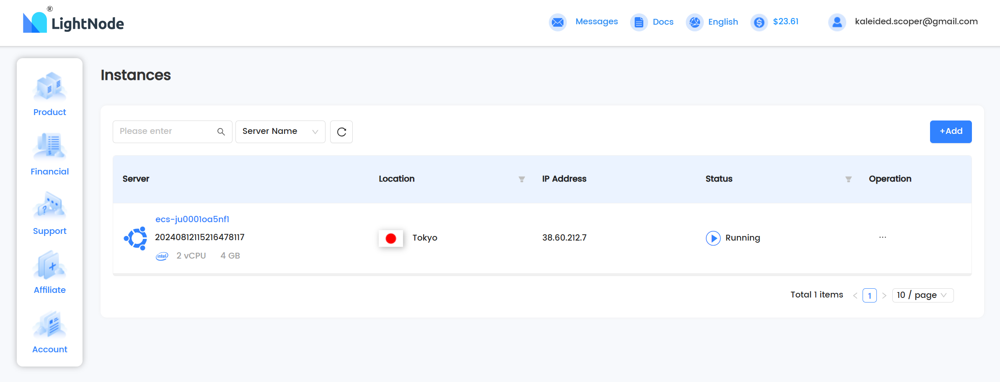 LightNode ®
Messages Docs English $23.61 kaleided.scoper@gmail.com
Product
Financial
Support
Affiliate
Account
Instances
Please enter Server Name +Add
Server Location IP Address Status Operation
ecs-ju0001oa5nf1
20240812115216478117 Tokyo 38.60.212.7 Running ...
intel 2 vCPU 4 GB
Total 1 items < 1 > 10 / page